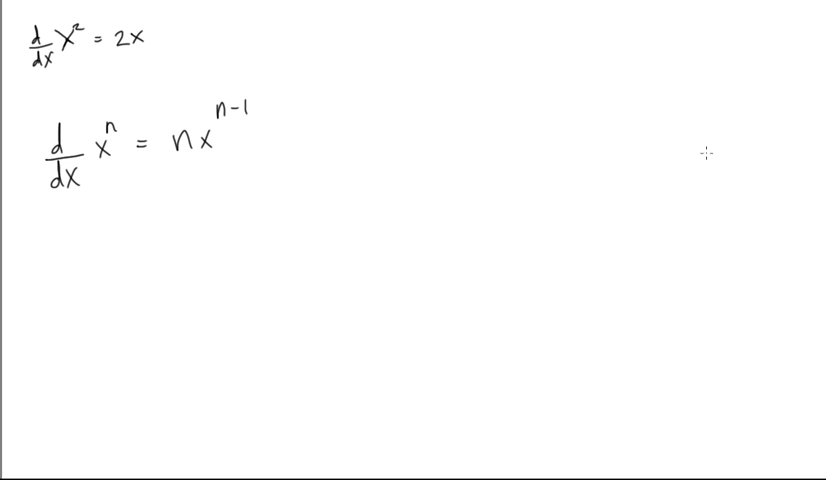 d/dx x² = 2x
d/dx xⁿ = nxⁿ⁻¹